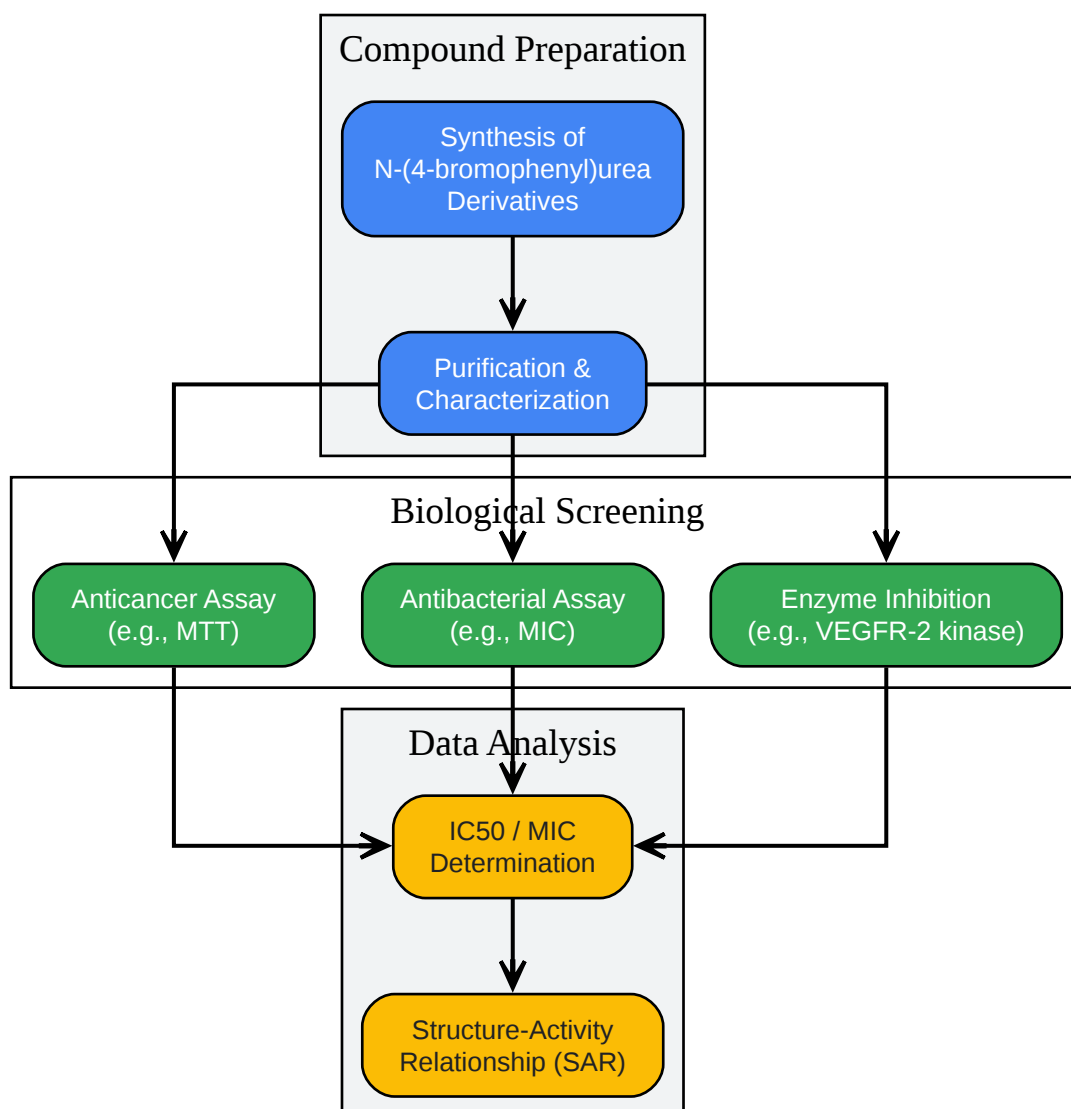 Compound Preparation
Synthesis of
N-(4-bromophenyl)urea
Derivatives
Purification &
Characterization
Biological Screening
Anticancer Assay
(e.g., MTT)
Antibacterial Assay
(e.g., MIC)
Enzyme Inhibition
(e.g., VEGFR-2 kinase)
Data Analysis
IC50 / MIC
Determination
Structure-Activity
Relationship (SAR)